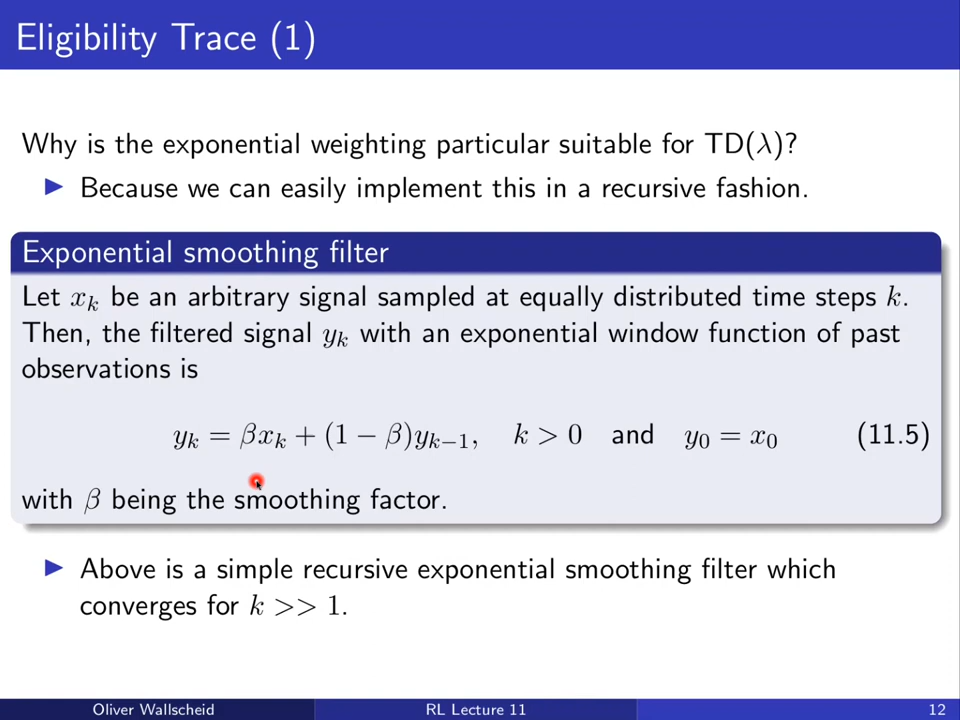 Eligibility Trace (1)
Why is the exponential weighting particular suitable for TD(λ)?
▶ Because we can easily implement this in a recursive fashion.
Exponential smoothing filter
Let x_k be an arbitrary signal sampled at equally distributed time steps k.
Then, the filtered signal y_k with an exponential window function of past
observations is
y_k = βx_k + (1 − β)y_{k−1}, k > 0 and y_0 = x_0 (11.5)
with β being the smoothing factor.
▶ Above is a simple recursive exponential smoothing filter which
converges for k >> 1.
Oliver Wallscheid RL Lecture 11 12